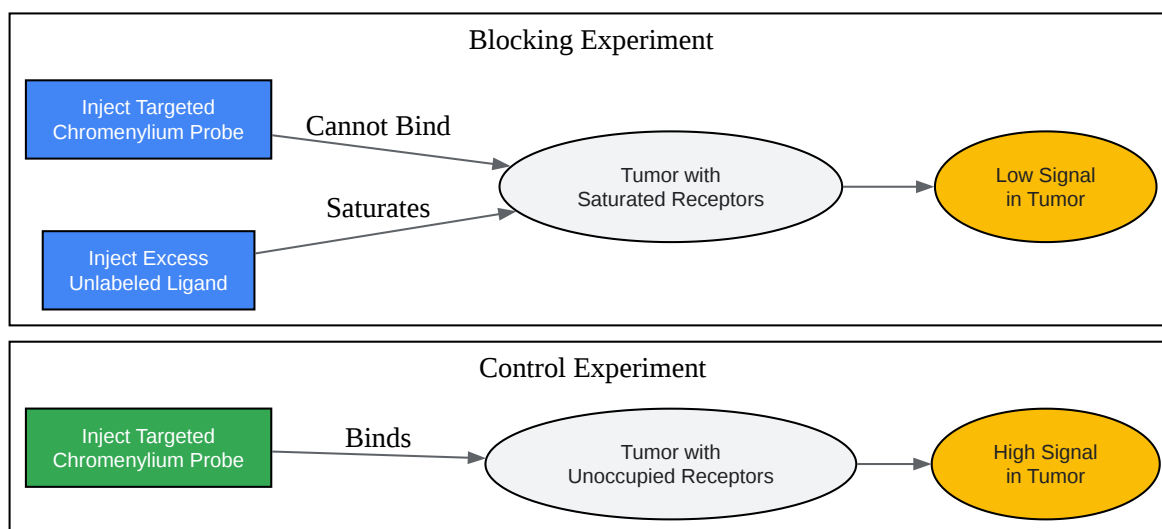 Blocking Experiment
Inject Targeted
Chromenylium Probe
Cannot Bind
Tumor with
Saturated Receptors
Low Signal
in Tumor
Saturates
Inject Excess
Unlabeled Ligand
Control Experiment
Inject Targeted
Chromenylium Probe
Binds
Tumor with
Unoccupied Receptors
High Signal
in Tumor